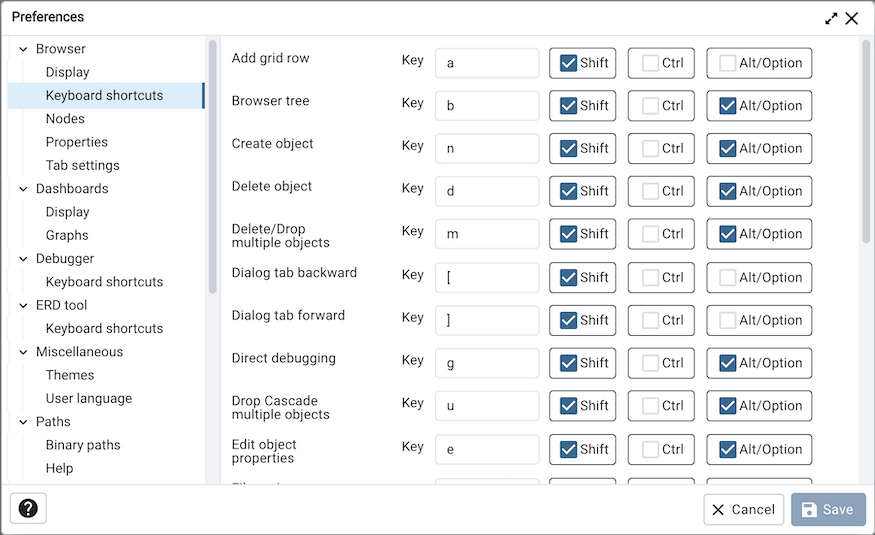 Preferences
Browser
Display
Keyboard shortcuts
Nodes
Properties
Tab settings
Dashboards
Display
Graphs
Debugger
Keyboard shortcuts
ERD tool
Keyboard shortcuts
Miscellaneous
Themes
User language
Paths
Binary paths
Help
Add grid row Key a Shift Ctrl Alt/Option
Browser tree Key b Shift Ctrl Alt/Option
Create object Key n Shift Ctrl Alt/Option
Delete object Key d Shift Ctrl Alt/Option
Delete/Drop
multiple objects Key m Shift Ctrl Alt/Option
Dialog tab backward Key [ Shift Ctrl Alt/Option
Dialog tab forward Key ] Shift Ctrl Alt/Option
Direct debugging Key g Shift Ctrl Alt/Option
Drop Cascade
multiple objects Key u Shift Ctrl Alt/Option
Edit object
properties Key e Shift Ctrl Alt/Option
? Cancel Save